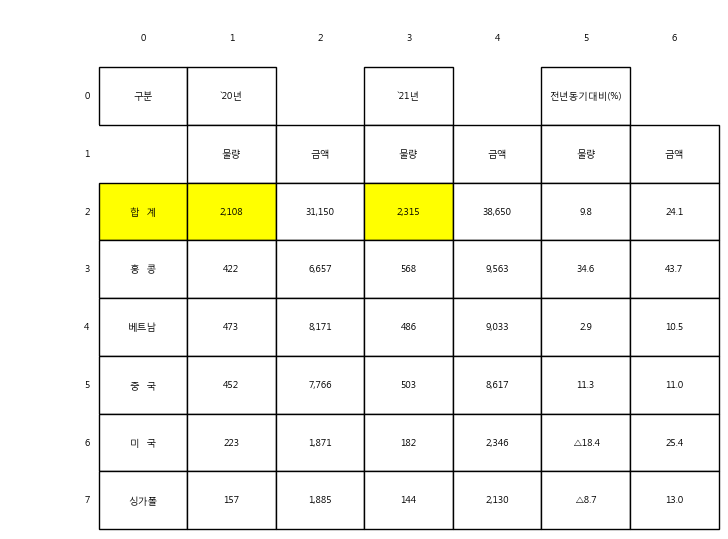 0 1 2 3 4 5 6
0 구분 `20년 `21년 전년동기대비(%)
1 물량 금액 물량 금액 물량 금액
2 합 계 2,108 31,150 2,315 38,650 9.8 24.1
3 홍 콩 422 6,657 568 9,563 34.6 43.7
4 베트남 473 8,171 486 9,033 2.9 10.5
5 중 국 452 7,766 503 8,617 11.3 11.0
6 미 국 223 1,871 182 2,346 △18.4 25.4
7 싱가폴 157 1,885 144 2,130 △8.7 13.0